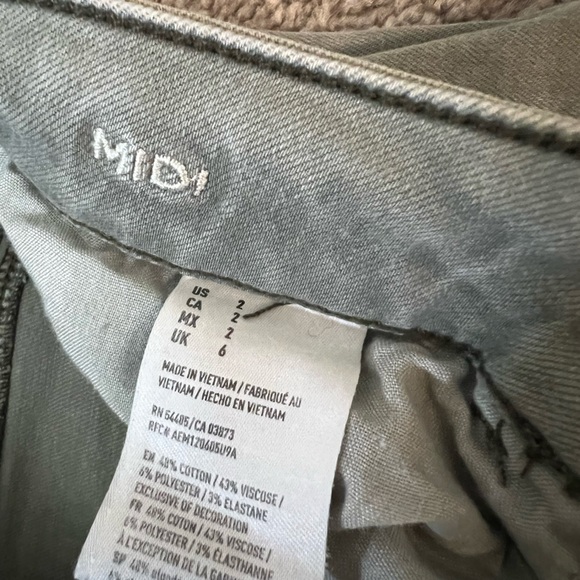 MIDI
US 2
CA 2
MX 2
UK 6
MADE IN VIETNAM / FABRIQUÉ AU
VIETNAM / HECHO EN VIETNAM
RN 54485/CA 03873
RFC# AEM120605U9A
EN 48% COTTON / 43% VISCOSE /
6% POLYESTER / 3% ELASTANE
EXCLUSIVE OF DECORATION
FR 48% COTON / 43% VISCOSE /
6% POLYESTER / 3% ÉLASTHANNE
À L'EXCEPTION DE LA
SP 48%